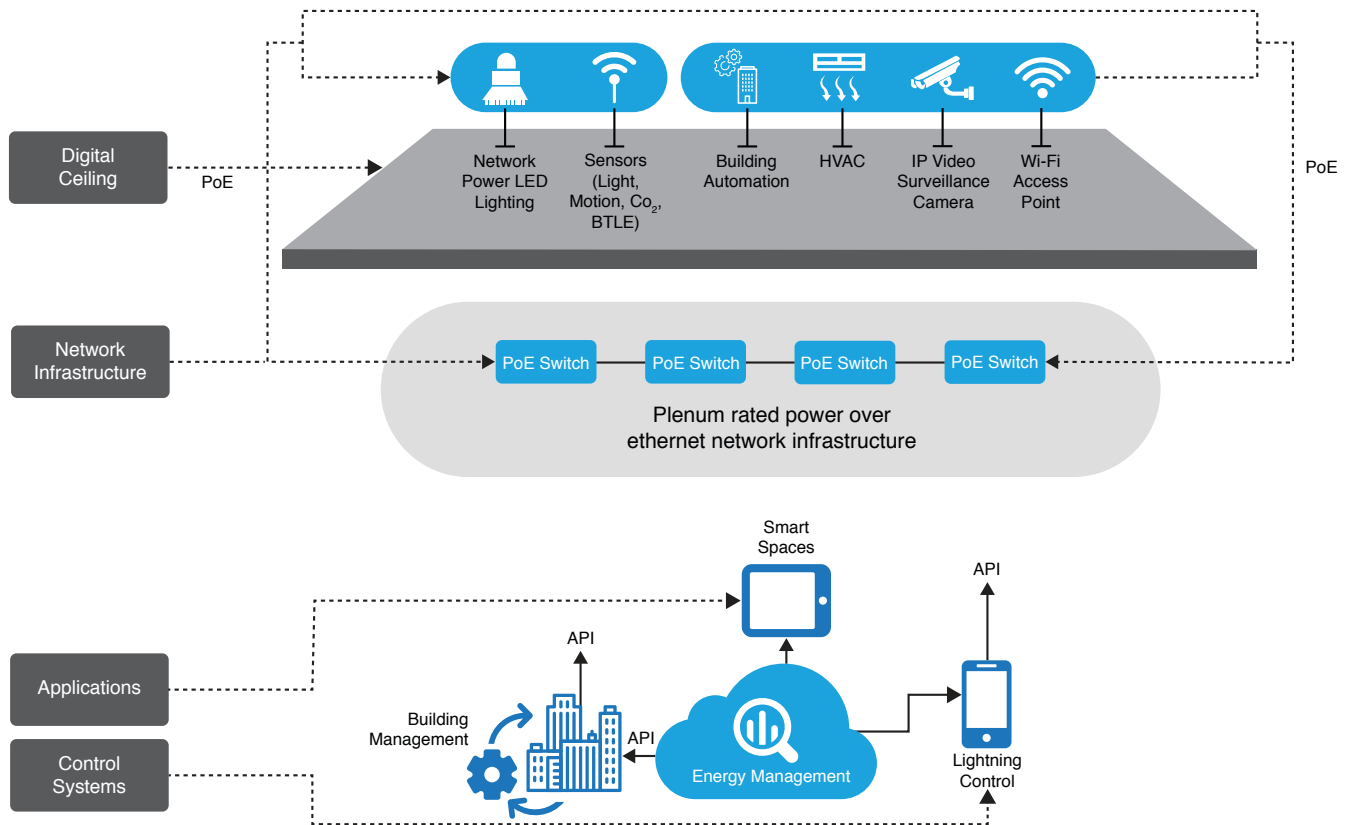 Digital
Ceiling
PoE
Network
Power LED
Lighting
Sensors
(Light,
Motion, Co₂,
BTLE)
Building
Automation
HVAC
IP Video
Surveillance
Camera
Wi-Fi
Access
Point
PoE
Network
Infrastructure
PoE Switch
PoE Switch
PoE Switch
PoE Switch
Plenum rated power over
ethernet network infrastructure
Smart
Spaces
API
API
Applications
Building
Management
API
Energy Management
Control
Systems
Lightning
Control